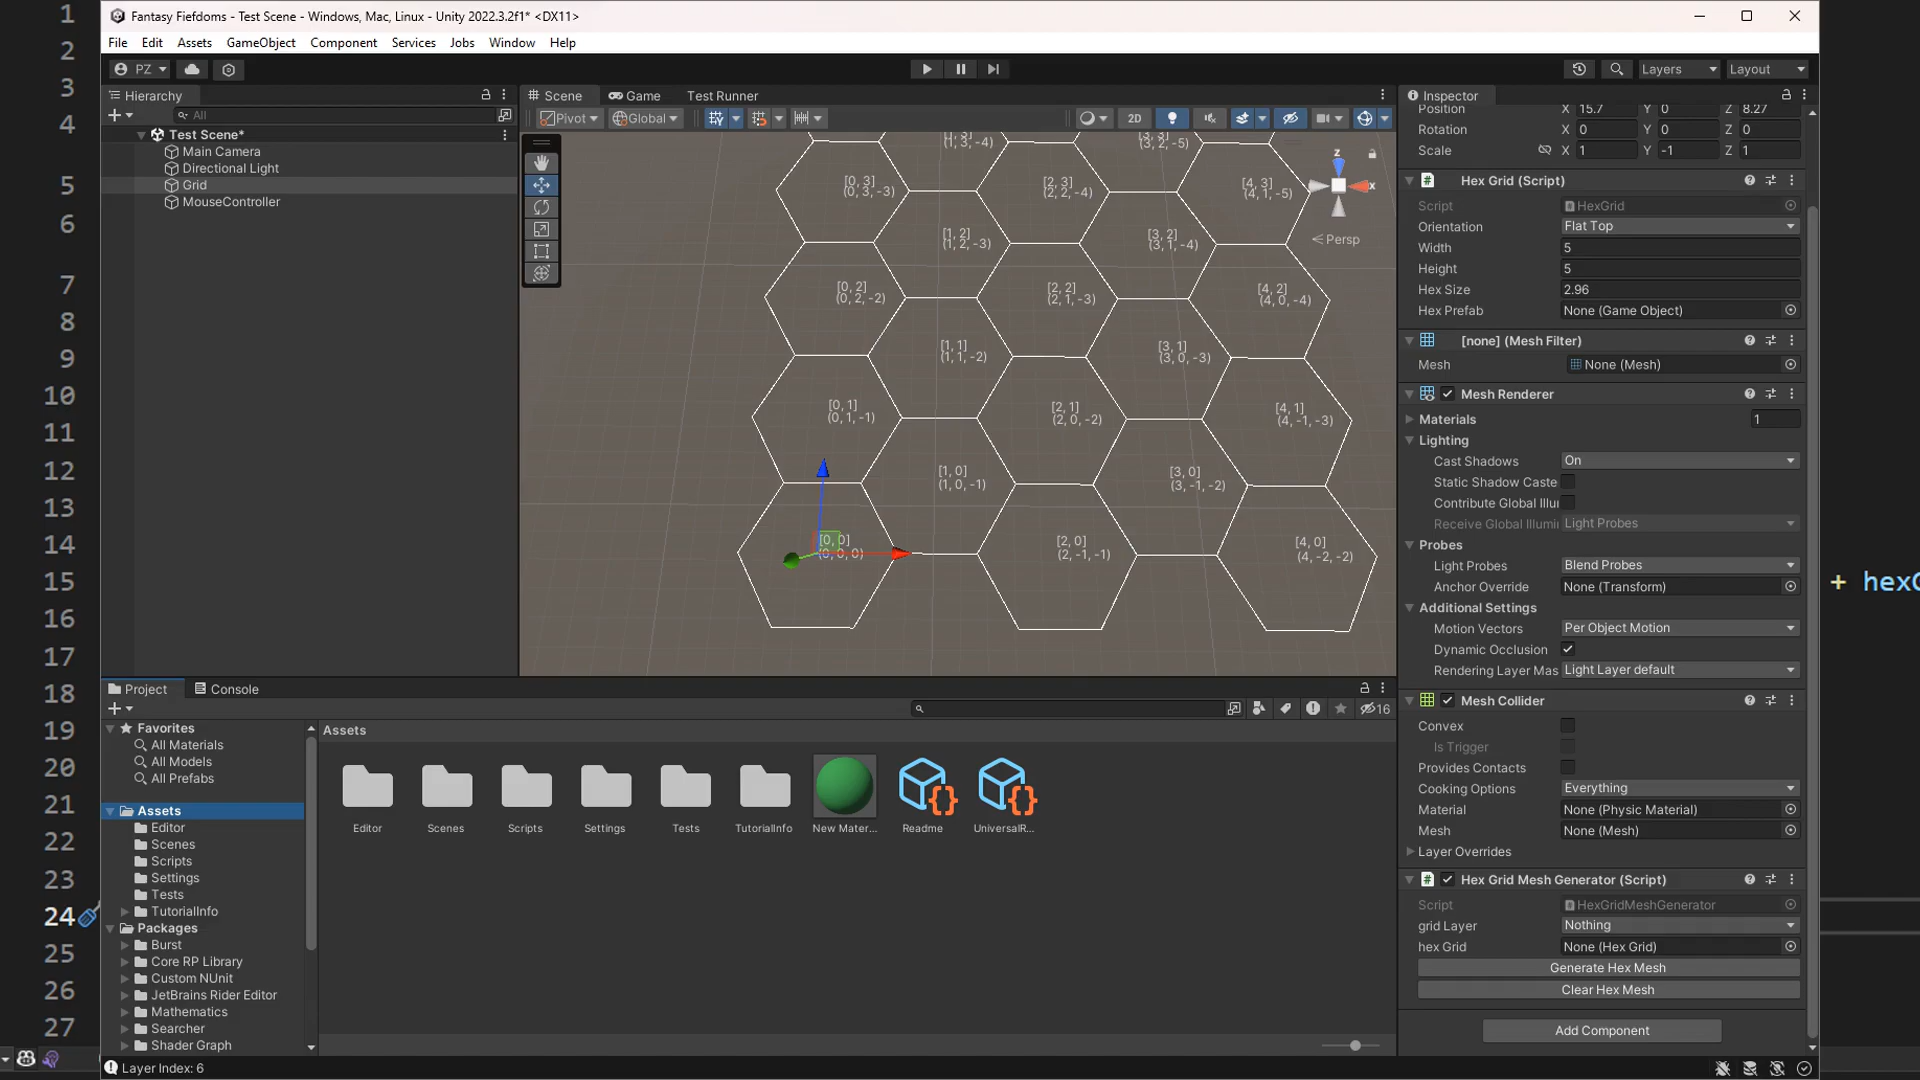 Fantasy Fiefdoms - Test Scene - Windows, Mac, Linux - Unity 2022.3.2f1* <DX11>
File Edit Assets GameObject Component Services Jobs Window Help
PZ
Layers Layout
Hierarchy
All
Test Scene*
Main Camera
Directional Light
Grid
MouseController
Scene Game Test Runner
Pivot Global 2D
(1, 3, -4)
[3, 3]
(3, 2, -5)
[0, 3]
(0, 3, -3)
[2, 3]
(2, 2, -4)
[4, 3]
(4, 1, -5)
[1, 2]
(1, 2, -3)
[3, 2]
(3, 1, -4)
[0, 2]
(0, 2, -2)
[2, 2]
(2, 1, -3)
[4, 2]
(4, 0, -4)
[1, 1]
(1, 1, -2)
[3, 1]
(3, 0, -3)
[0, 1]
(0, 1, -1)
[2, 1]
(2, 0, -2)
[4, 1]
(4, -1, -3)
[1, 0]
(1, 0, -1)
[3, 0]
(3, -1, -2)
[0, 0]
(0, 0, 0)
[2, 0]
(2, -1, -1)
[4, 0]
(4, -2, -2)
z
x
< Persp
Inspector
Position X 15.7 Y 0 Z 8.27
Rotation X 0 Y 0 Z 0
Scale X 1 Y -1 Z 1
Hex Grid (Script)
Script HexGrid
Orientation Flat Top
Width 5
Height 5
Hex Size 2.96
Hex Prefab None (Game Object)
[none] (Mesh Filter)
Mesh None (Mesh)
Mesh Renderer
Materials 1
Lighting
Cast Shadows On
Static Shadow Caste
Contribute Global Illu
Receive Global Illumin Light Probes
Probes
Light Probes Blend Probes
Anchor Override None (Transform)
Additional Settings
Motion Vectors Per Object Motion
Dynamic Occlusion
Rendering Layer Mas Light Layer default
Mesh Collider
Convex
Is Trigger
Provides Contacts
Cooking Options Everything
Material None (Physic Material)
Mesh None (Mesh)
Layer Overrides
Hex Grid Mesh Generator (Script)
Script HexGridMeshGenerator
grid Layer Nothing
hex Grid None (Hex Grid)
Generate Hex Mesh
Clear Hex Mesh
Add Component
Project Console
16
Favorites
All Materials
All Models
All Prefabs
Assets
Editor
Scenes
Scripts
Settings
Tests
TutorialInfo
Packages
Burst
Core RP Library
Custom NUnit
JetBrains Rider Editor
Mathematics
Searcher
Shader Graph
Assets
Editor Scenes Scripts Settings Tests TutorialInfo New Mater... Readme UniversalR...
Layer Index: 6
1
2
3
4
5
6
7
8
9
10
11
12
13
14
15
16
17
18
19
20
21
22
23
24
25
26
27
+ hex